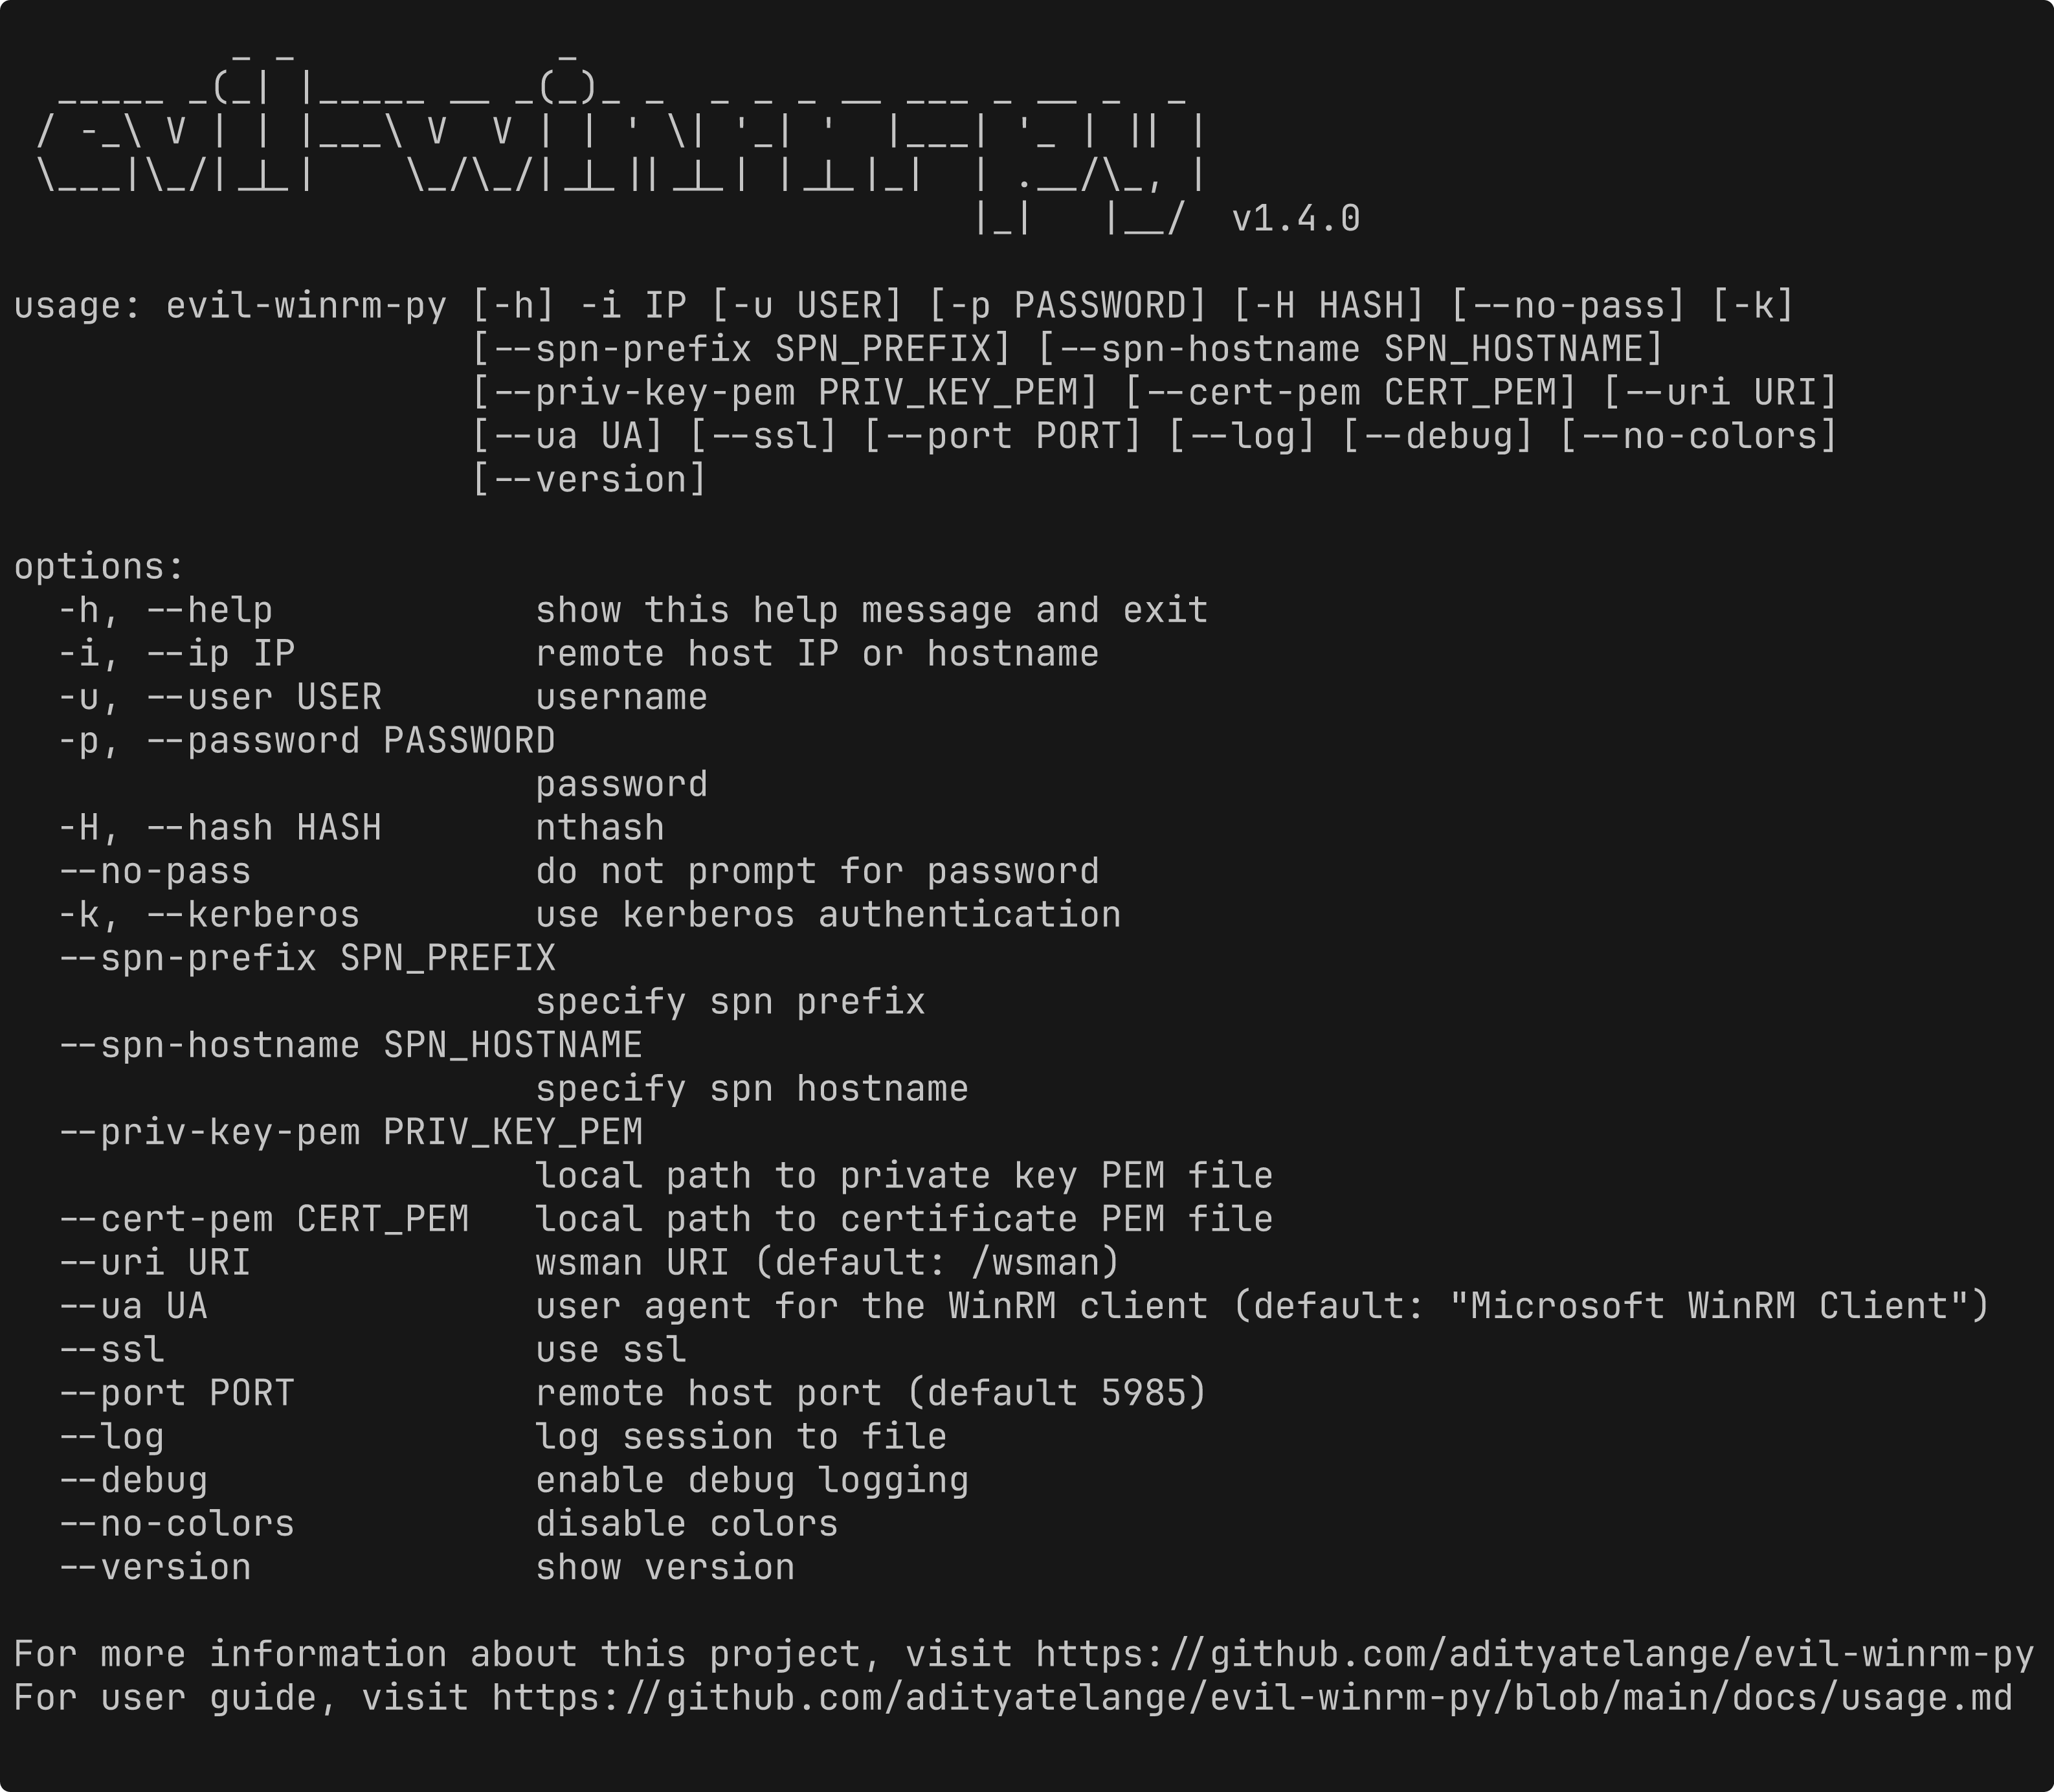 evil-winrm-py v1.4.0
usage: evil-winrm-py [-h] -i IP [-u USER] [-p PASSWORD] [-H HASH] [--no-pass] [-k]
[--spn-prefix SPN_PREFIX] [--spn-hostname SPN_HOSTNAME]
[--priv-key-pem PRIV_KEY_PEM] [--cert-pem CERT_PEM] [--uri URI]
[--ua UA] [--ssl] [--port PORT] [--log] [--debug] [--no-colors]
[--version]
options:
-h, --help show this help message and exit
-i, --ip IP remote host IP or hostname
-u, --user USER username
-p, --password PASSWORD
password
-H, --hash HASH nthash
--no-pass do not prompt for password
-k, --kerberos use kerberos authentication
--spn-prefix SPN_PREFIX
specify spn prefix
--spn-hostname SPN_HOSTNAME
specify spn hostname
--priv-key-pem PRIV_KEY_PEM
local path to private key PEM file
--cert-pem CERT_PEM local path to certificate PEM file
--uri URI wsman URI (default: /wsman)
--ua UA user agent for the WinRM client (default: "Microsoft WinRM Client")
--ssl use ssl
--port PORT remote host port (default 5985)
--log log session to file
--debug enable debug logging
--no-colors disable colors
--version show version
For more information about this project, visit https://github.com/adityatelange/evil-winrm-py
For user guide, visit https://github.com/adityatelange/evil-winrm-py/blob/main/docs/usage.md